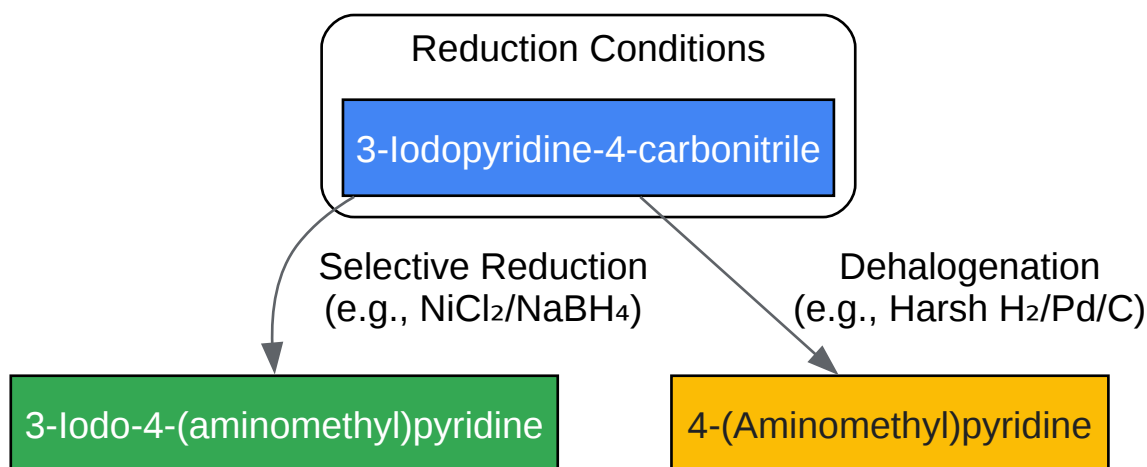 Reduction Conditions
3-Iodopyridine-4-carbonitrile
Selective Reduction
(e.g., NiCl₂/NaBH₄)
Dehalogenation
(e.g., Harsh H₂/Pd/C)
3-Iodo-4-(aminomethyl)pyridine
4-(Aminomethyl)pyridine